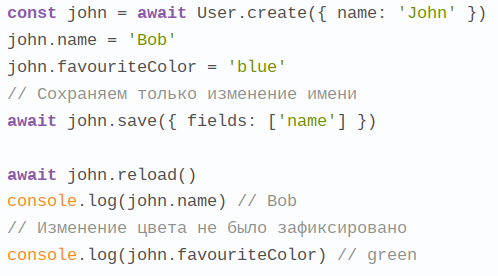 const john = await User.create({ name: 'John' })
john.name = 'Bob'
john.favouriteColor = 'blue'
// Сохраняем только изменение имени
await john.save({ fields: ['name'] })

await john.reload()
console.log(john.name) // Bob
// Изменение цвета не было зафиксировано
console.log(john.favouriteColor) // green